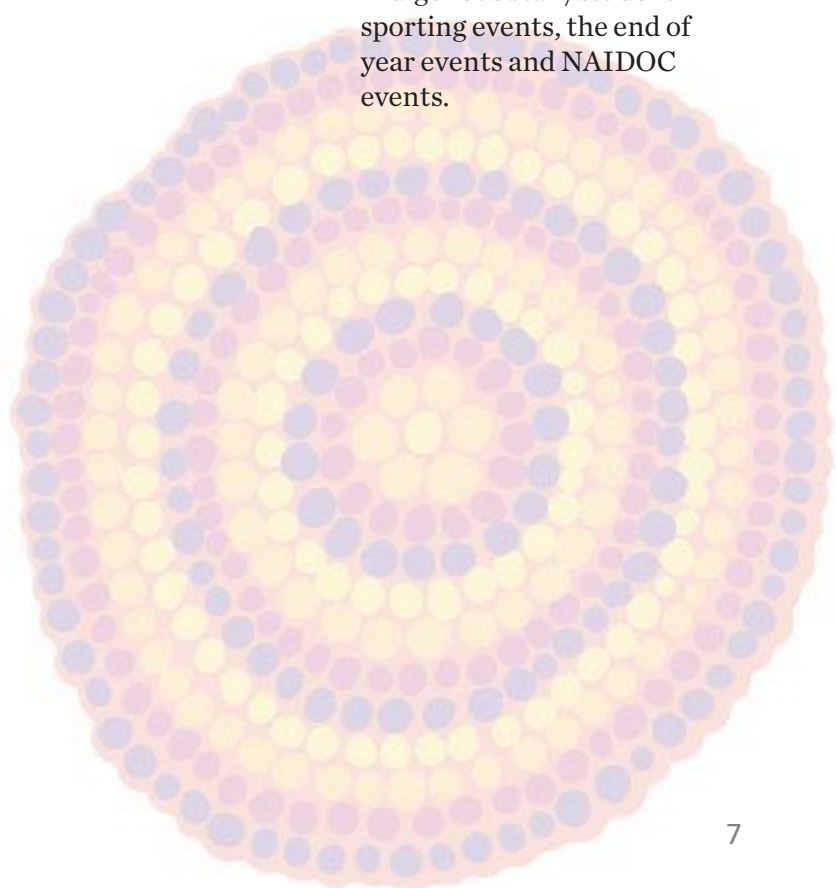 sporting events, the end of
year events and NAIDOC
events.
7